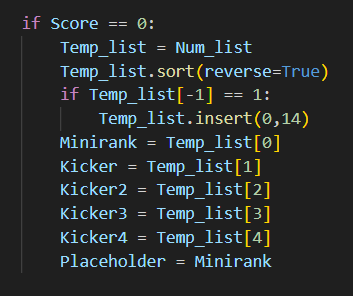 if Score == 0:
    Temp_list = Num_list
    Temp_list.sort(reverse=True)
    if Temp_list[-1] == 1:
        Temp_list.insert(0,14)
    Minirank = Temp_list[0]
    Kicker = Temp_list[1]
    Kicker2 = Temp_list[2]
    Kicker3 = Temp_list[3]
    Kicker4 = Temp_list[4]
    Placeholder = Minirank